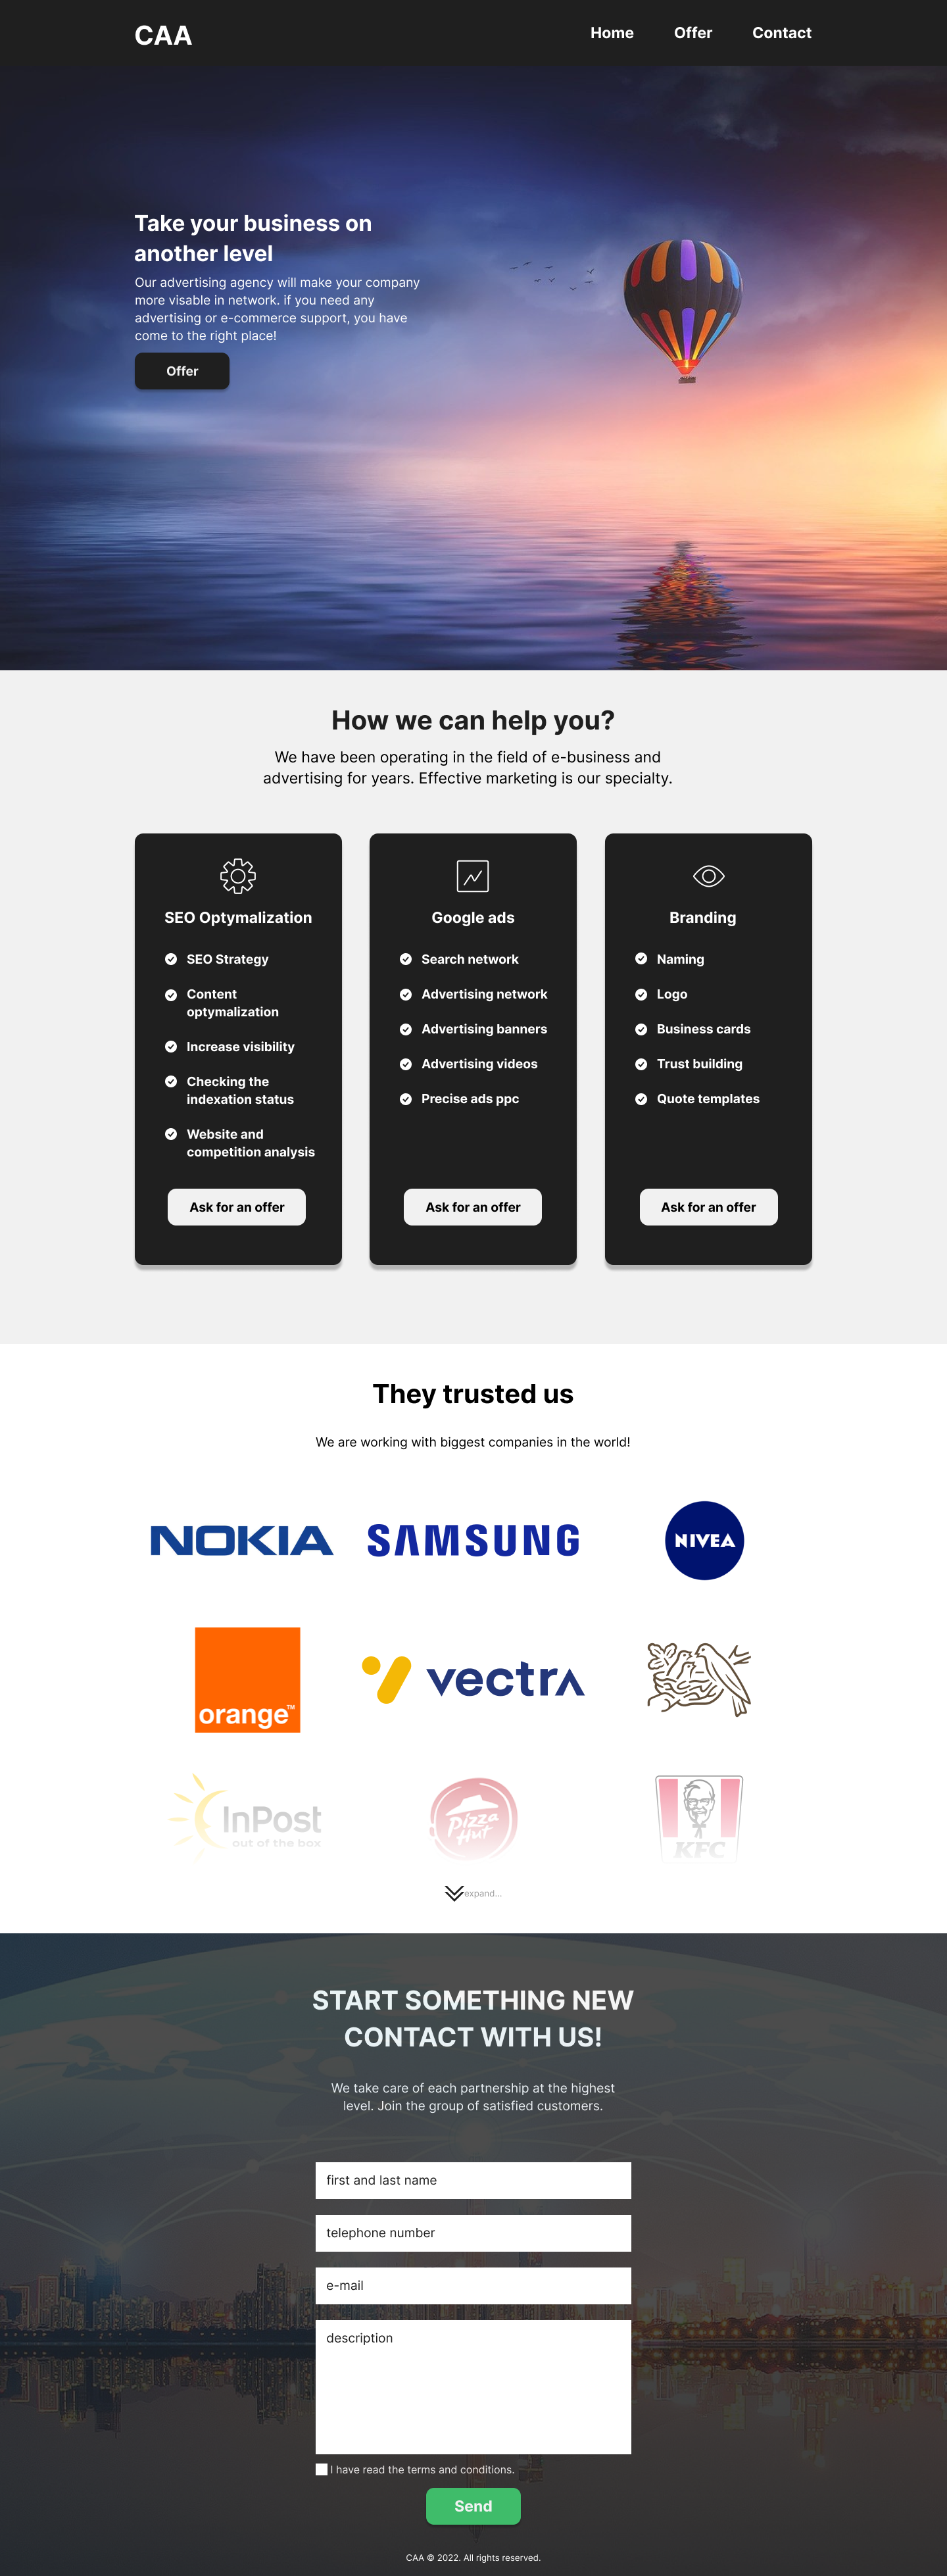 CAA
Home Offer Contact
Take your business on
another level
Our advertising agency will make your company
more visable in network. if you need any
advertising or e-commerce support, you have
come to the right place!
Offer
How we can help you?
We have been operating in the field of e-business and
advertising for years. Effective marketing is our specialty.
SEO Optymalization
SEO Strategy
Content
optymalization
Increase visibility
Checking the
indexation status
Website and
competition analysis
Ask for an offer
Google ads
Search network
Advertising network
Advertising banners
Advertising videos
Precise ads ppc
Ask for an offer
Branding
Naming
Logo
Business cards
Trust building
Quote templates
Ask for an offer
They trusted us
We are working with biggest companies in the world!
NOKIA
SAMSUNG
NIVEA
orange™
vectra
InPost
out of the box
Pizza
Hut
KFC
expand...
START SOMETHING NEW
CONTACT WITH US!
We take care of each partnership at the highest
level. Join the group of satisfied customers.
first and last name
telephone number
e-mail
description
I have read the terms and conditions.
Send
CAA © 2022. All rights reserved.